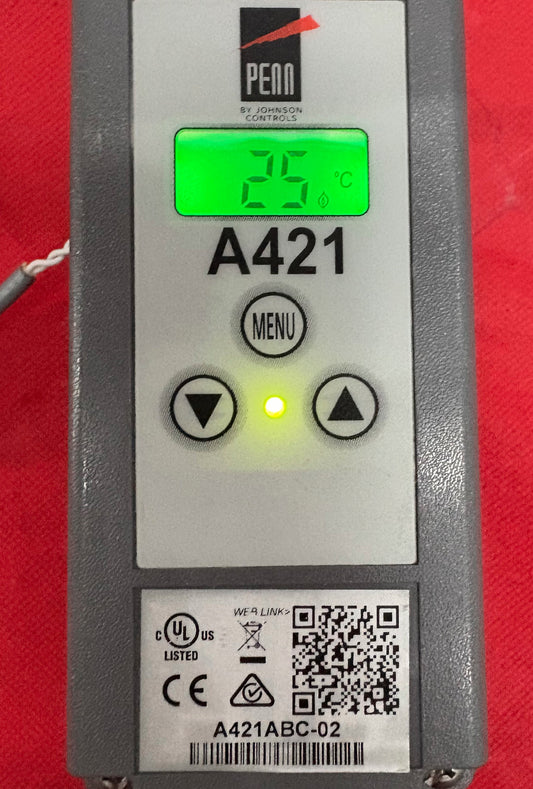 PENN
BY JOHNSON
CONTROLS
25 °C
A421
MENU
WEB LINK>
C UL US
LISTED
CE
A421ABC-02